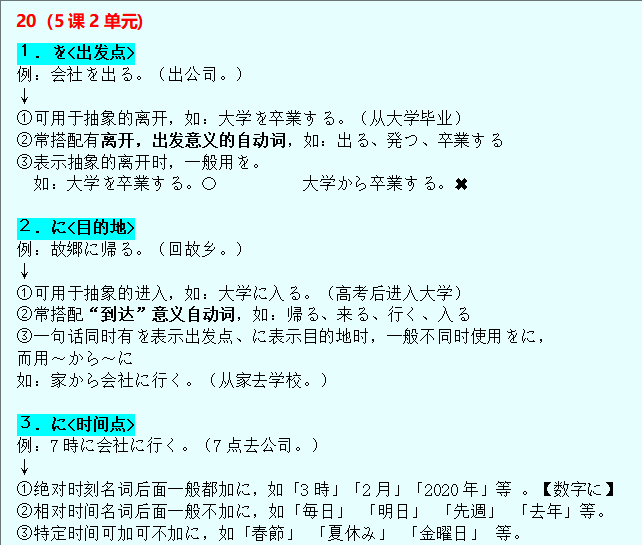 20（5课2单元)
１．を<出发点>
例：会社を出る。（出公司。）
↓
①可用于抽象的离开，如：大学を卒業する。（从大学毕业）
②常搭配有离开，出发意义的自动词，如：出る、発つ、卒業する
③表示抽象的离开时，一般用を。
如：大学を卒業する。〇 大学から卒業する。✖
２．に<目的地>
例：故郷に帰る。（回故乡。）
↓
①可用于抽象的进入，如：大学に入る。（高考后进入大学）
②常搭配“到达”意义自动词，如：帰る、来る、行く、入る
③一句话同时有を表示出发点、に表示目的地时，一般不同时使用をに，
而用～から～に
如：家から会社に行く。（从家去学校。）
３．に<时间点>
例：7時に会社に行く。（7点去公司。）
↓
①绝对时刻名词后面一般都加に，如「3時」「2月」「2020年」等 。【数字に】
②相对时间名词后面一般不加に，如「毎日」 「明日」 「先週」 「去年」等。
③特定时间可加可不加に，如「春節」 「夏休み」 「金曜日」 等。